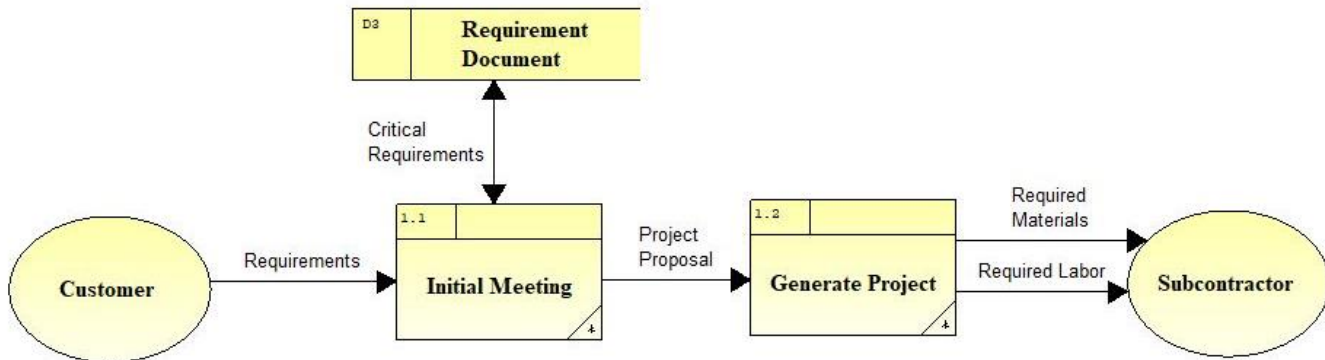 D3
Requirement
Document
Critical
Requirements
1.1
1.2
Required
Materials
Customer
Requirements
Initial Meeting
Project
Proposal
Generate Project
Required Labor
Subcontractor